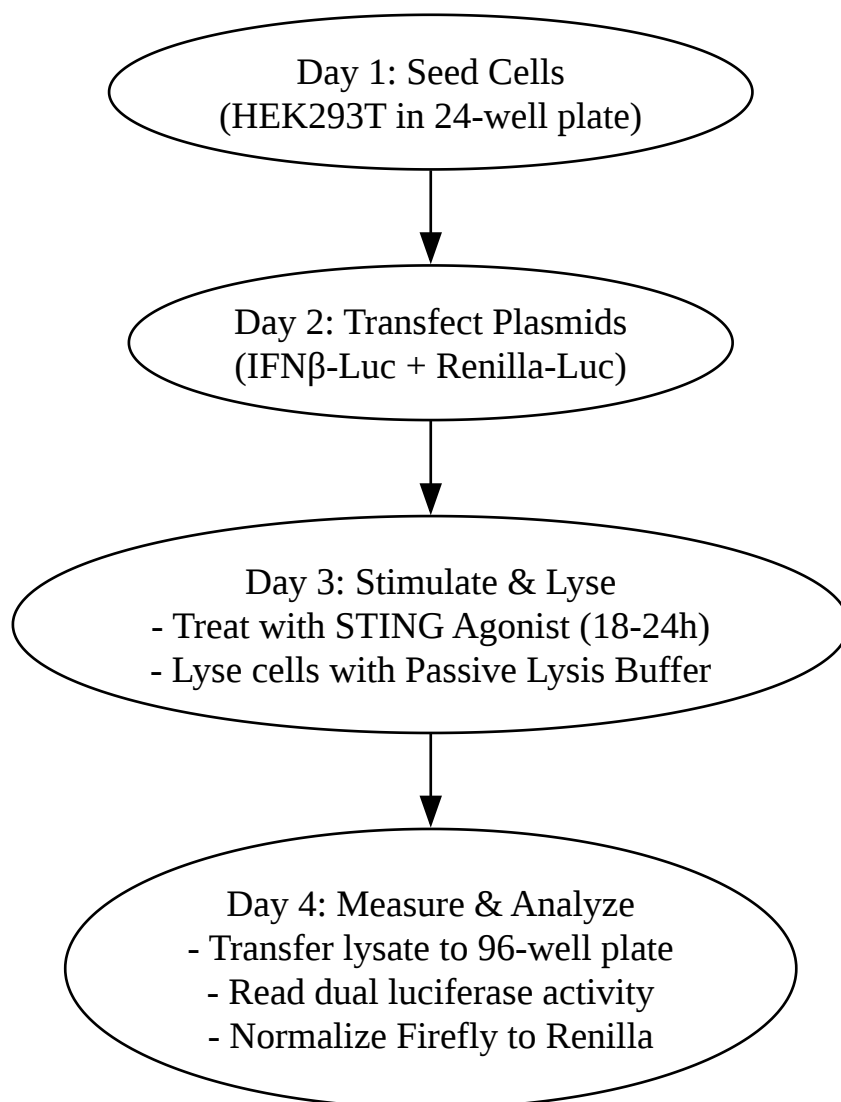 Day 1: Seed Cells
(HEK293T in 24-well plate)
Day 2: Transfect Plasmids
(IFNβ-Luc + Renilla-Luc)
Day 3: Stimulate & Lyse
- Treat with STING Agonist (18-24h)
- Lyse cells with Passive Lysis Buffer
Day 4: Measure & Analyze
- Transfer lysate to 96-well plate
- Read dual luciferase activity
- Normalize Firefly to Renilla